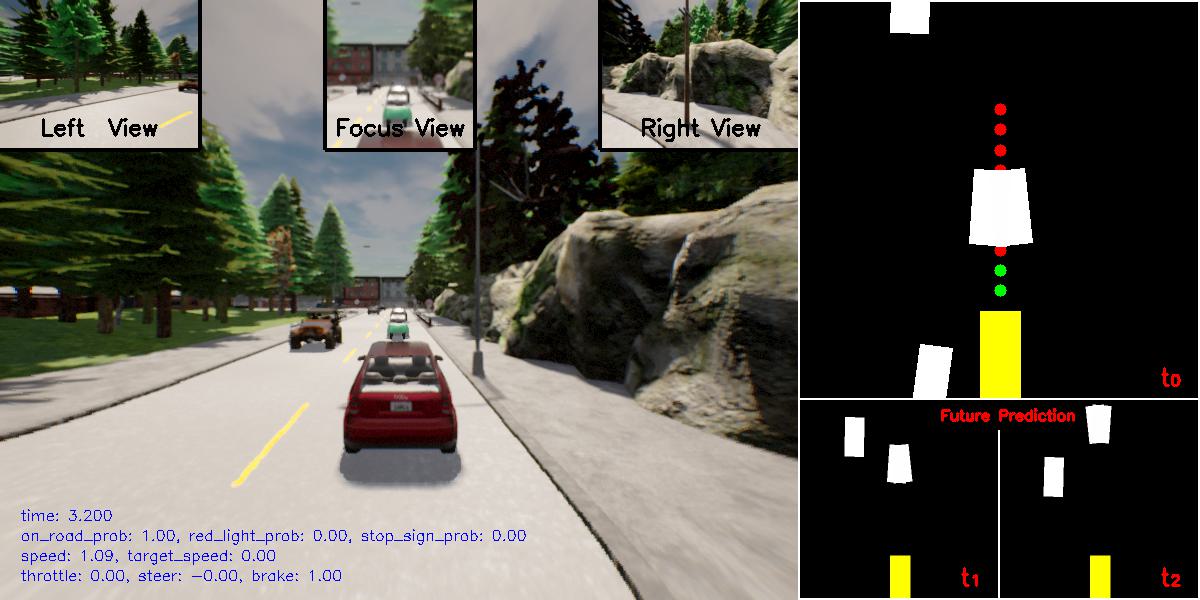 Left View
Focus View
Right View
t0
Future Prediction
t1
t2
time: 3.200
on_road_prob: 1.00, red_light_prob: 0.00, stop_sign_prob: 0.00
speed: 1.09, target_speed: 0.00
throttle: 0.00, steer: −0.00, brake: 1.00